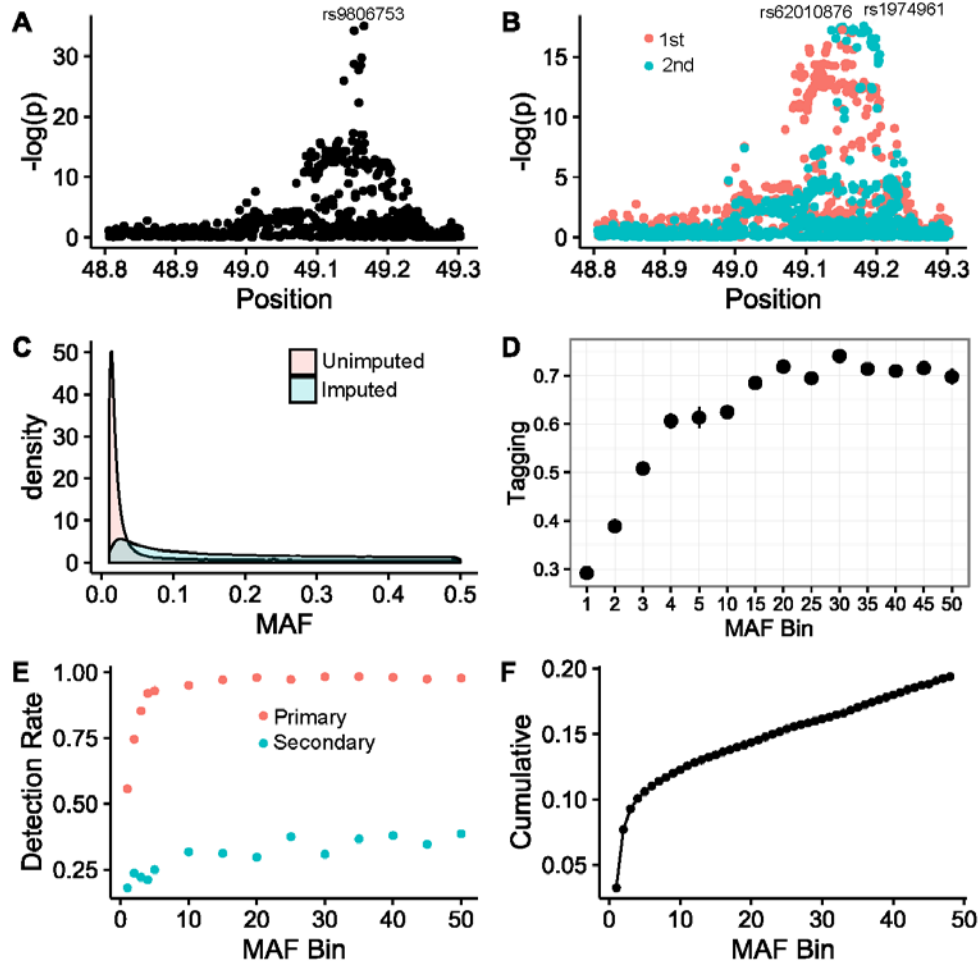 A
rs9806753
-log(p)
30
20
10
0
48.8 48.9 49.0 49.1 49.2 49.3
Position
B
rs62010876 rs1974961
1st
2nd
-log(p)
15
10
5
0
48.8 48.9 49.0 49.1 49.2 49.3
Position
C
Unimputed
Imputed
density
50
40
30
20
10
0
0.0 0.1 0.2 0.3 0.4 0.5
MAF
D
Tagging
0.7
0.6
0.5
0.4
0.3
1 2 3 4 5 10 15 20 25 30 35 40 45 50
MAF Bin
E
Primary
Secondary
Detection Rate
1.00
0.75
0.50
0.25
0 10 20 30 40 50
MAF Bin
F
Cumulative
0.20
0.15
0.10
0.05
0 10 20 30 40 50
MAF Bin